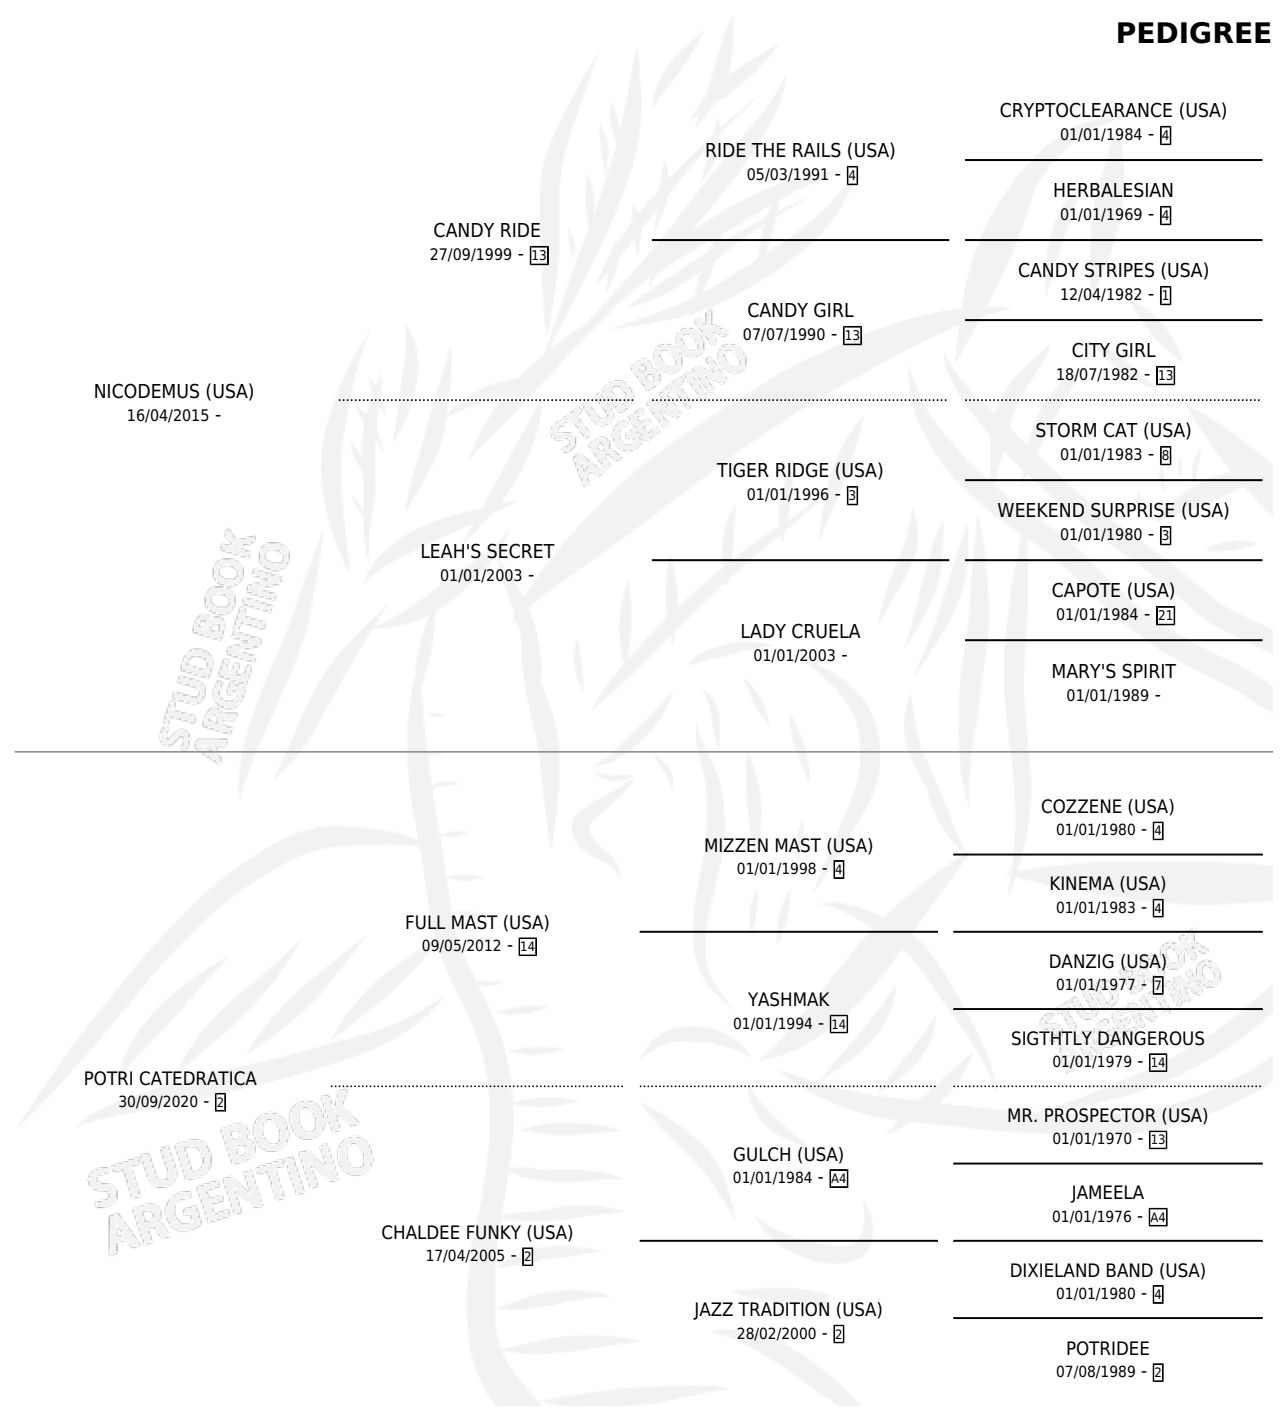 PEDIGREE
CRYPTOCLEARANCE (USA)
01/01/1984 - 4
RIDE THE RAILS (USA)
05/03/1991 - 4
HERBALESIAN
01/01/1969 - 4
CANDY RIDE
27/09/1999 - 13
CANDY STRIPES (USA)
12/04/1982 - 1
CANDY GIRL
07/07/1990 - 13
CITY GIRL
18/07/1982 - 13
NICODEMUS (USA)
16/04/2015 -
STORM CAT (USA)
01/01/1983 - 8
TIGER RIDGE (USA)
01/01/1996 - 3
WEEKEND SURPRISE (USA)
01/01/1980 - 3
LEAH'S SECRET
01/01/2003 -
CAPOTE (USA)
01/01/1984 - 21
LADY CRUELA
01/01/2003 -
MARY'S SPIRIT
01/01/1989 -
COZZENE (USA)
01/01/1980 - 4
MIZZEN MAST (USA)
01/01/1998 - 4
KINEMA (USA)
01/01/1983 - 4
FULL MAST (USA)
09/05/2012 - 14
DANZIG (USA)
01/01/1977 - 7
YASHMAK
01/01/1994 - 14
SIGTHTLY DANGEROUS
01/01/1979 - 14
POTRI CATEDRATICA
30/09/2020 - 2
MR. PROSPECTOR (USA)
01/01/1970 - 13
GULCH (USA)
01/01/1984 - A4
JAMEELA
01/01/1976 - A4
CHALDEE FUNKY (USA)
17/04/2005 - 2
DIXIELAND BAND (USA)
01/01/1980 - 4
JAZZ TRADITION (USA)
28/02/2000 - 2
POTRIDEE
07/08/1989 - 2
STUD BOOK
ARGENTINO
STUD BOOK
ARGENTINO
STUD BOOK
ARGENTINO
STUD BOOK
ARGENTINO